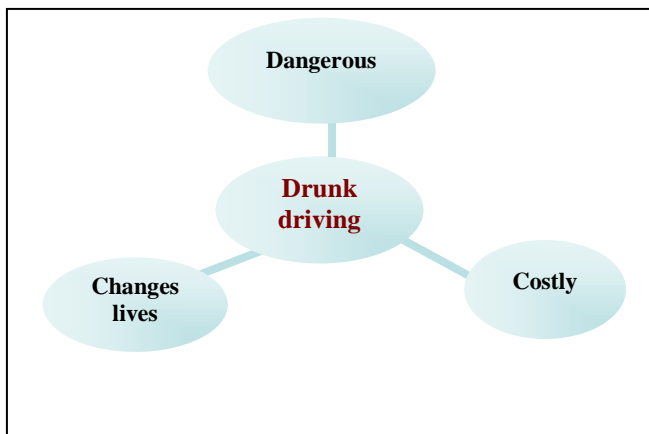 Dangerous
Drunk
driving
Changes
lives
Costly